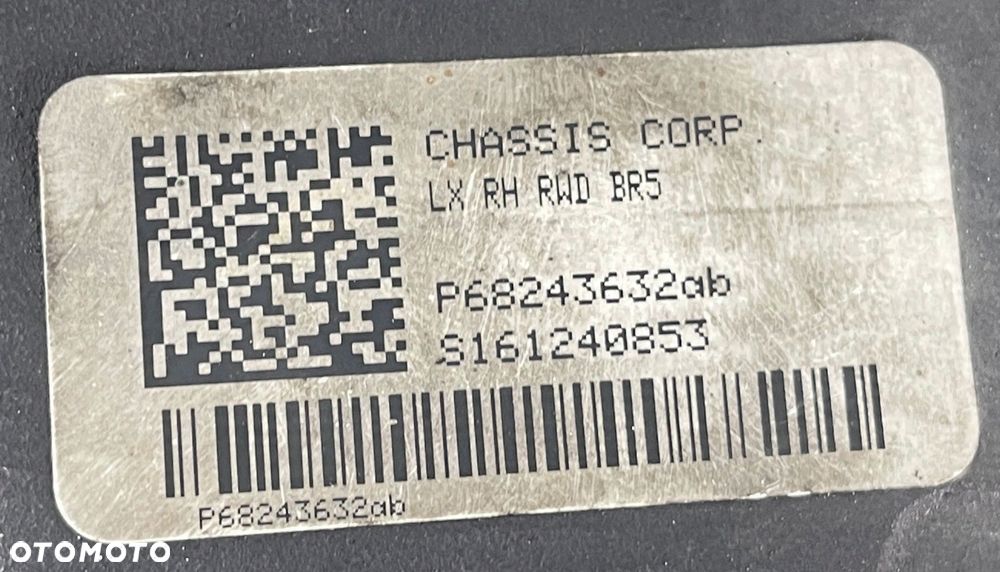 CHASSIS CORP.
LX RH RWD BR5
P68243632ab
S161240853
P68243632ab
OTOMOTO